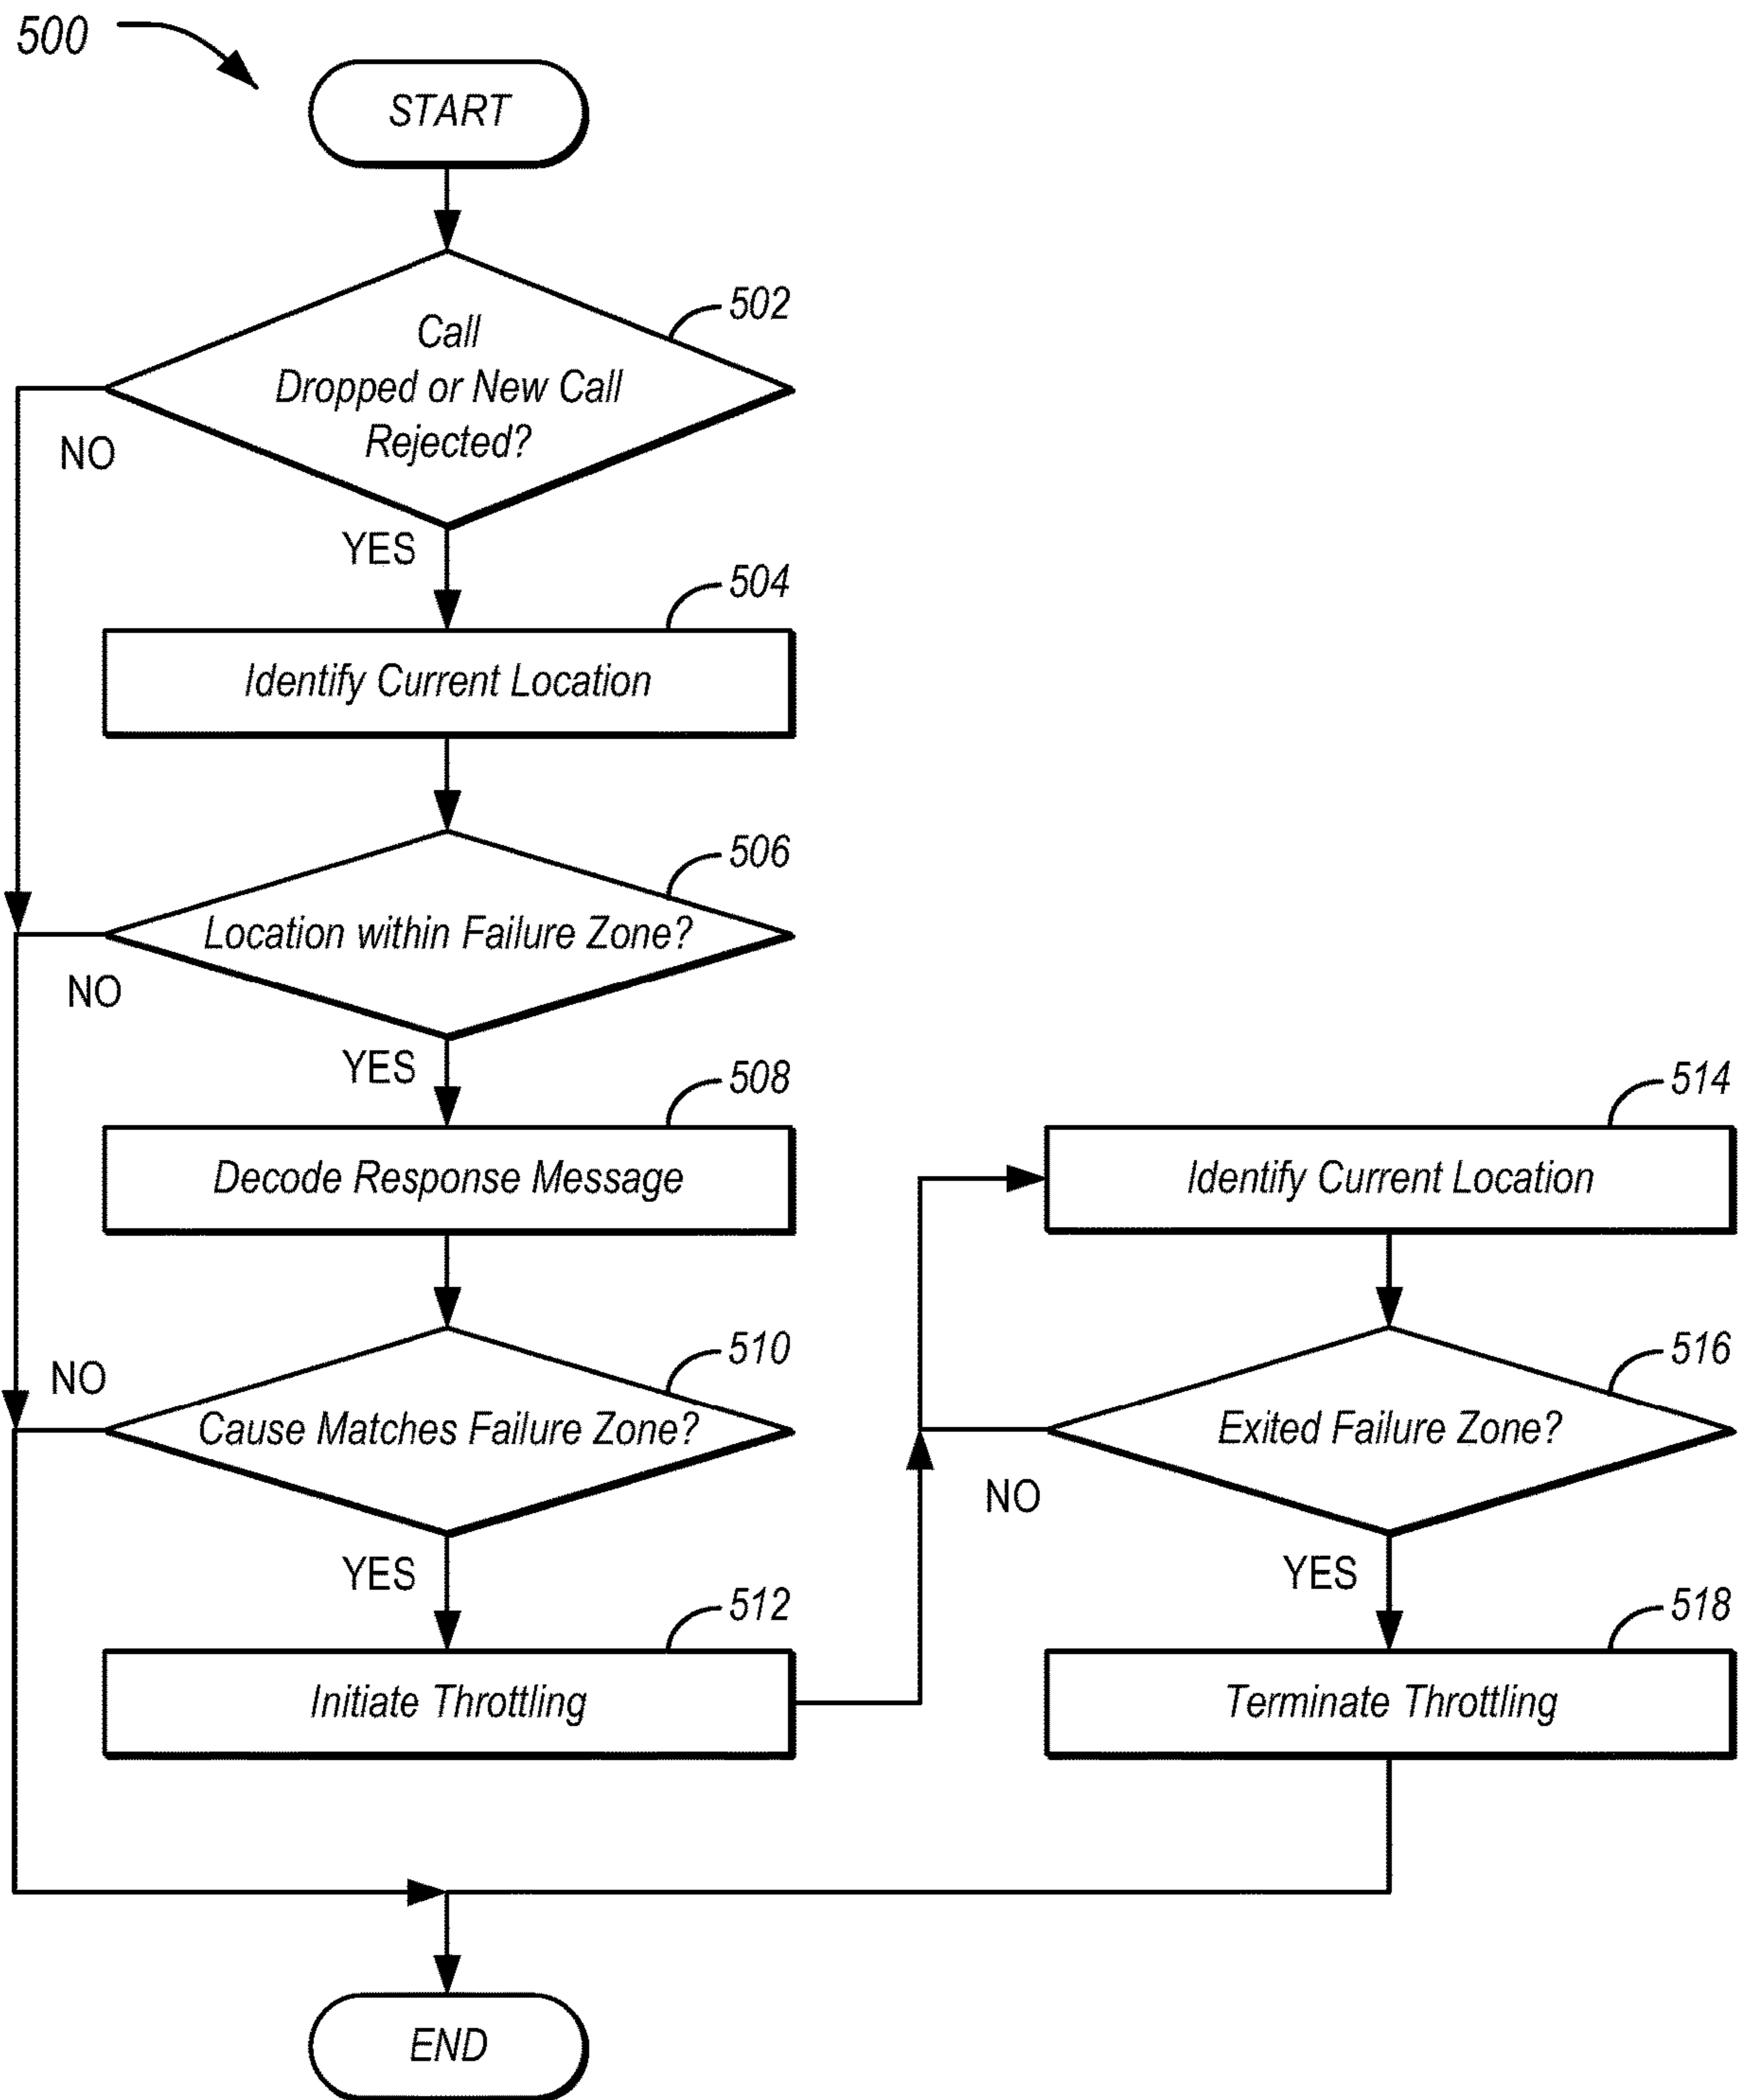 500
START
502
Call
Dropped or New Call
Rejected?
NO
YES
504
Identify Current Location
506
Location within Failure Zone?
NO
YES
508
Decode Response Message
510
NO
Cause Matches Failure Zone?
YES
512
Initiate Throttling
514
Identify Current Location
516
Exited Failure Zone?
NO
YES
518
Terminate Throttling
END